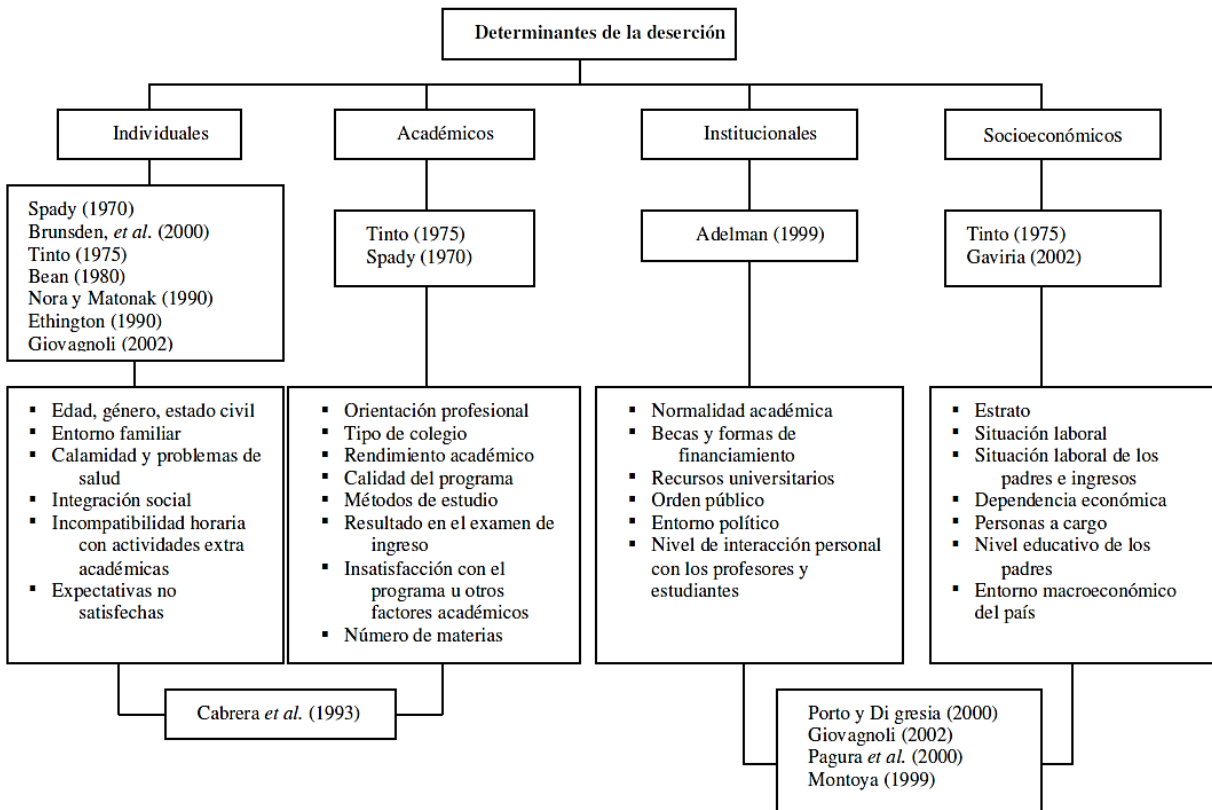 Determinantes de la deserción
Individuales
Académicos
Institucionales
Socioeconómicos
Spady (1970)
Brunsden, et al. (2000)
Tinto (1975)
Bean (1980)
Nora y Matonak (1990)
Ethington (1990)
Giovagnoli (2002)
Tinto (1975)
Spady (1970)
Adelman (1999)
Tinto (1975)
Gaviria (2002)
▪ Edad, género, estado civil
▪ Entorno familiar
▪ Calamidad y problemas de
salud
▪ Integración social
▪ Incompatibilidad horaria
con actividades extra
académicas
▪ Expectativas no
satisfechas
▪ Orientación profesional
▪ Tipo de colegio
▪ Rendimiento académico
▪ Calidad del programa
▪ Métodos de estudio
▪ Resultado en el examen de
ingreso
▪ Insatisfacción con el
programa u otros
factores académicos
▪ Número de materias
▪ Normalidad académica
▪ Becas y formas de
financiamiento
▪ Recursos universitarios
▪ Orden público
▪ Entorno político
▪ Nivel de interacción personal
con los profesores y
estudiantes
▪ Estrato
▪ Situación laboral
▪ Situación laboral de los
padres e ingresos
▪ Dependencia económica
▪ Personas a cargo
▪ Nivel educativo de los
padres
▪ Entorno macroeconómico
del país
Cabrera et al. (1993)
Porto y Di gresia (2000)
Giovagnoli (2002)
Pagura et al. (2000)
Montoya (1999)